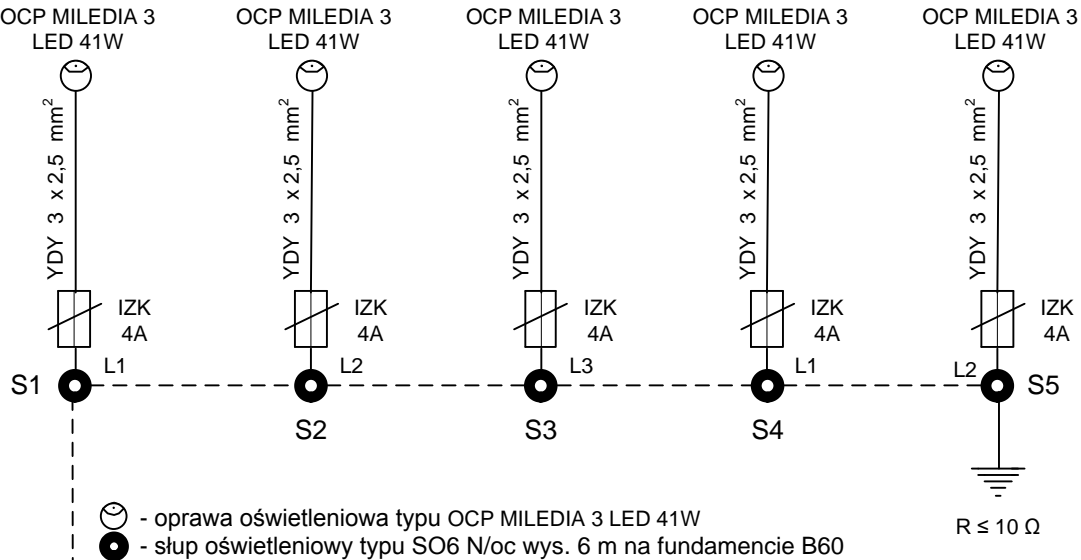 OCP MILEDIA 3 OCP MILEDIA 3 OCP MILEDIA 3 OCP MILEDIA 3 OCP MILEDIA 3
LED 41W LED 41W LED 41W LED 41W LED 41W
YDY 3 x 2,5 mm²
YDY 3 x 2,5 mm²
YDY 3 x 2,5 mm²
YDY 3 x 2,5 mm²
YDY 3 x 2,5 mm²
IZK IZK IZK IZK IZK
4A 4A 4A 4A 4A
L1 L2 L3 L1 L2
S1 S5
S2 S3 S4
- oprawa oświetleniowa typu OCP MILEDIA 3 LED 41W
R ≤ 10 Ω
- słup oświetleniowy typu SO6 N/oc wys. 6 m na fundamencie B60